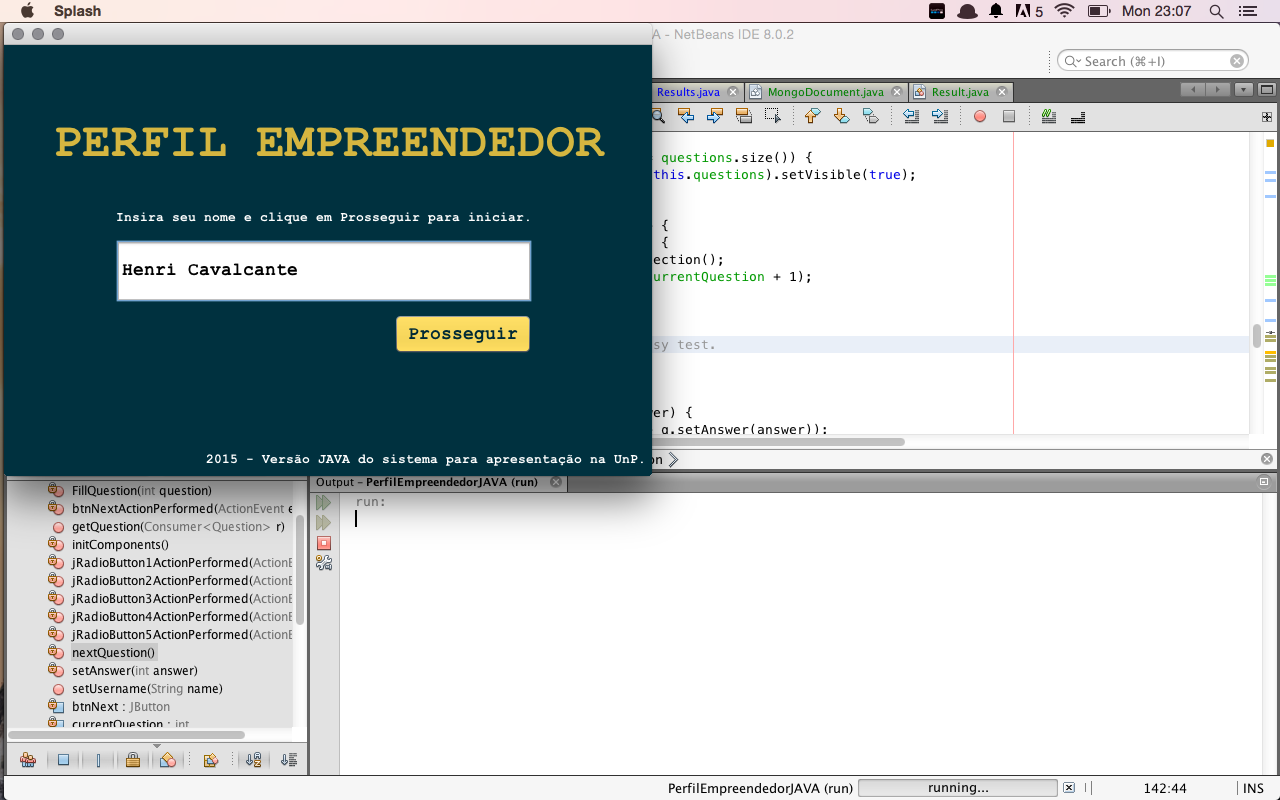 Splash
5
Mon 23:07
A - NetBeans IDE 8.0.2
Search (⌘+I)
PERFIL EMPREENDEDOR
Insira seu nome e clique em Prosseguir para iniciar.
Henri Cavalcante
Prosseguir
2015 - Versão JAVA do sistema para apresentação na UnP.
Results.java
MongoDocument.java
Result.java
questions.size()) {
this.questions).setVisible(true);
{
{
ection();
urrentQuestion + 1);
sy test.
er) {
q.setAnswer(answer));
on
FillQuestion(int question)
btnNextActionPerformed(ActionEvent e
getQuestion(Consumer<Question> r)
initComponents()
jRadioButton1ActionPerformed(ActionE
jRadioButton2ActionPerformed(ActionE
jRadioButton3ActionPerformed(ActionE
jRadioButton4ActionPerformed(ActionE
jRadioButton5ActionPerformed(ActionE
nextQuestion()
setAnswer(int answer)
setUsername(String name)
btnNext : JButton
currentQuestion : int
Output - PerfilEmpreendedorJAVA (run)
run:
PerfilEmpreendedorJAVA (run)
running...
142:44
INS